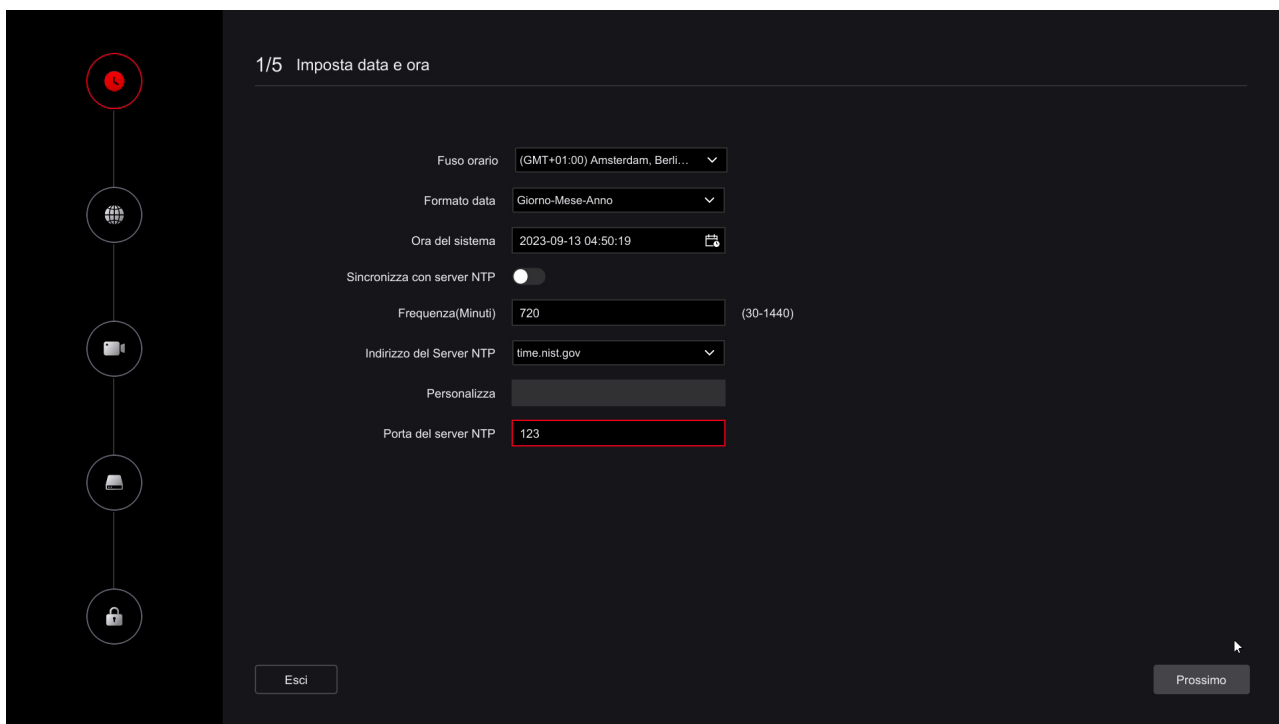 1/5 Imposta data e ora
Fuso orario (GMT+01:00) Amsterdam, Berli...
Formato data Giorno-Mese-Anno
Ora del sistema 2023-09-13 04:50:19
Sincronizza con server NTP
Frequenza(Minuti) 720 (30-1440)
Indirizzo del Server NTP time.nist.gov
Personalizza
Porta del server NTP 123
Esci Prossimo